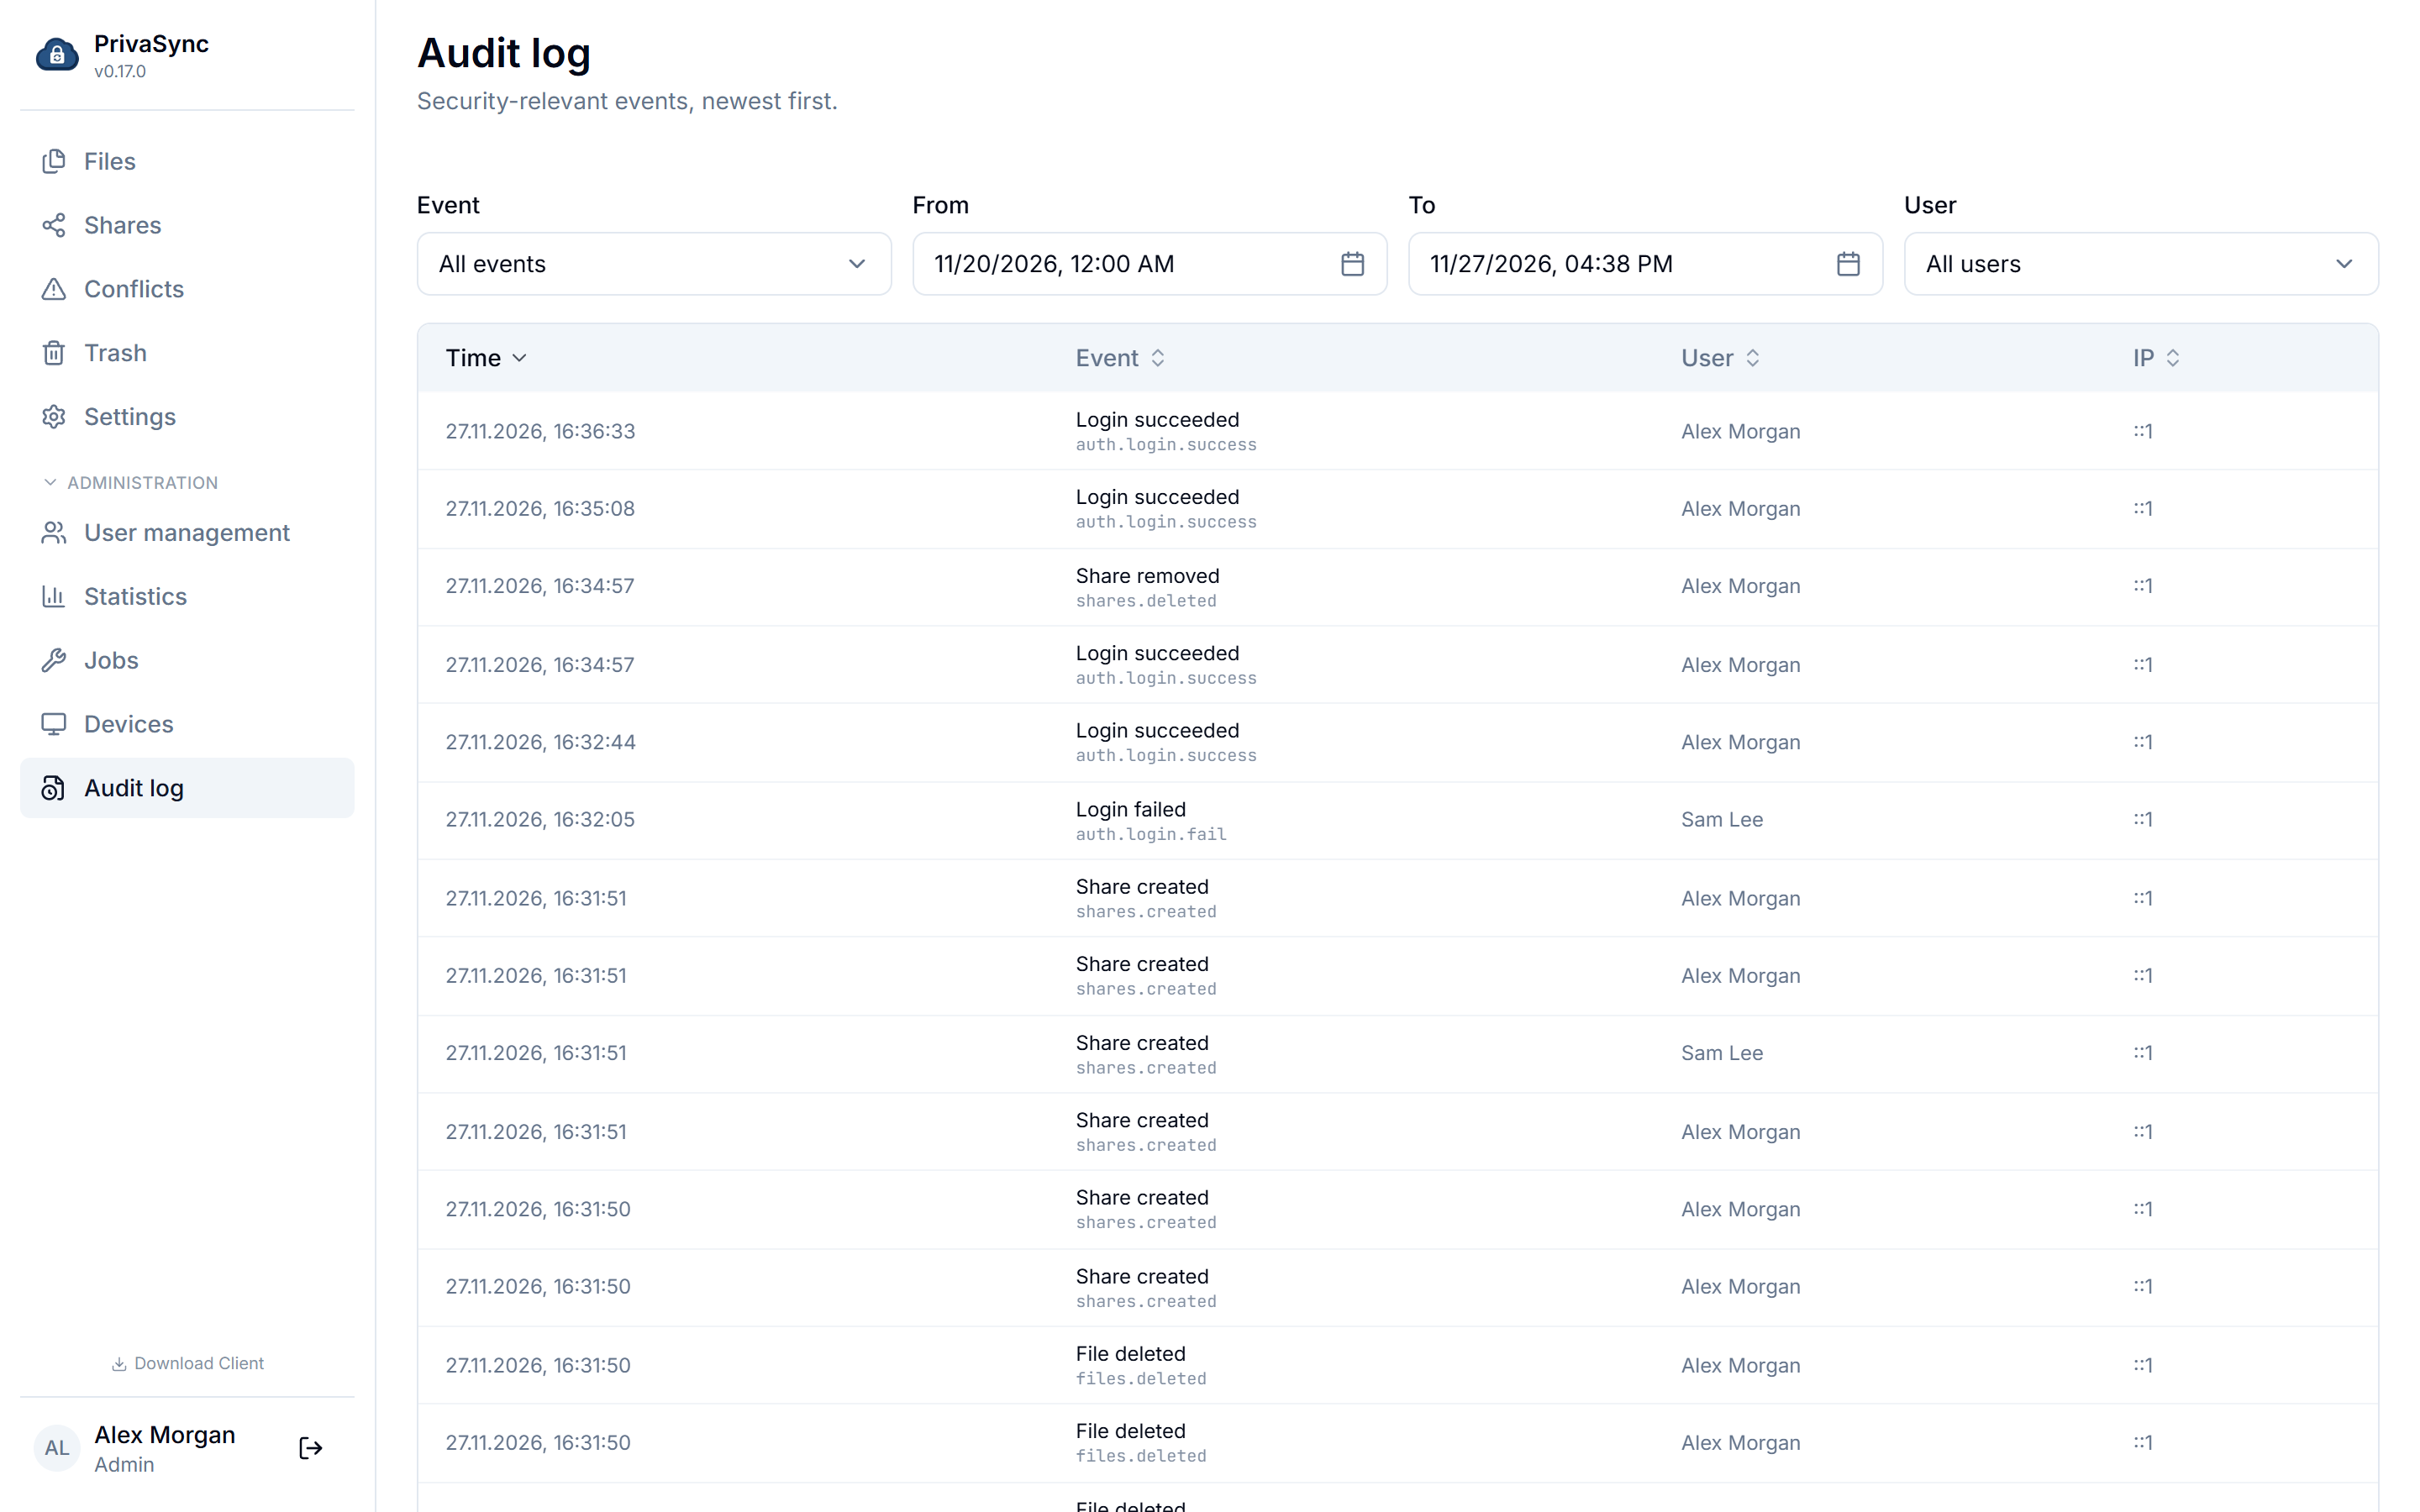 PrivaSync
v0.17.0
Files
Shares
Conflicts
Trash
Settings
ADMINISTRATION
User management
Statistics
Jobs
Devices
Audit log
Download Client
AL
Alex Morgan
Admin
Audit log
Security-relevant events, newest first.
Event From To User
All events 11/20/2026, 12:00 AM 11/27/2026, 04:38 PM All users
Time Event User IP
27.11.2026, 16:36:33 Login succeeded Alex Morgan ::1
auth.login.success
27.11.2026, 16:35:08 Login succeeded Alex Morgan ::1
auth.login.success
27.11.2026, 16:34:57 Share removed Alex Morgan ::1
shares.deleted
27.11.2026, 16:34:57 Login succeeded Alex Morgan ::1
auth.login.success
27.11.2026, 16:32:44 Login succeeded Alex Morgan ::1
auth.login.success
27.11.2026, 16:32:05 Login failed Sam Lee ::1
auth.login.fail
27.11.2026, 16:31:51 Share created Alex Morgan ::1
shares.created
27.11.2026, 16:31:51 Share created Alex Morgan ::1
shares.created
27.11.2026, 16:31:51 Share created Sam Lee ::1
shares.created
27.11.2026, 16:31:51 Share created Alex Morgan ::1
shares.created
27.11.2026, 16:31:50 Share created Alex Morgan ::1
shares.created
27.11.2026, 16:31:50 Share created Alex Morgan ::1
shares.created
27.11.2026, 16:31:50 File deleted Alex Morgan ::1
files.deleted
27.11.2026, 16:31:50 File deleted Alex Morgan ::1
files.deleted
File deleted